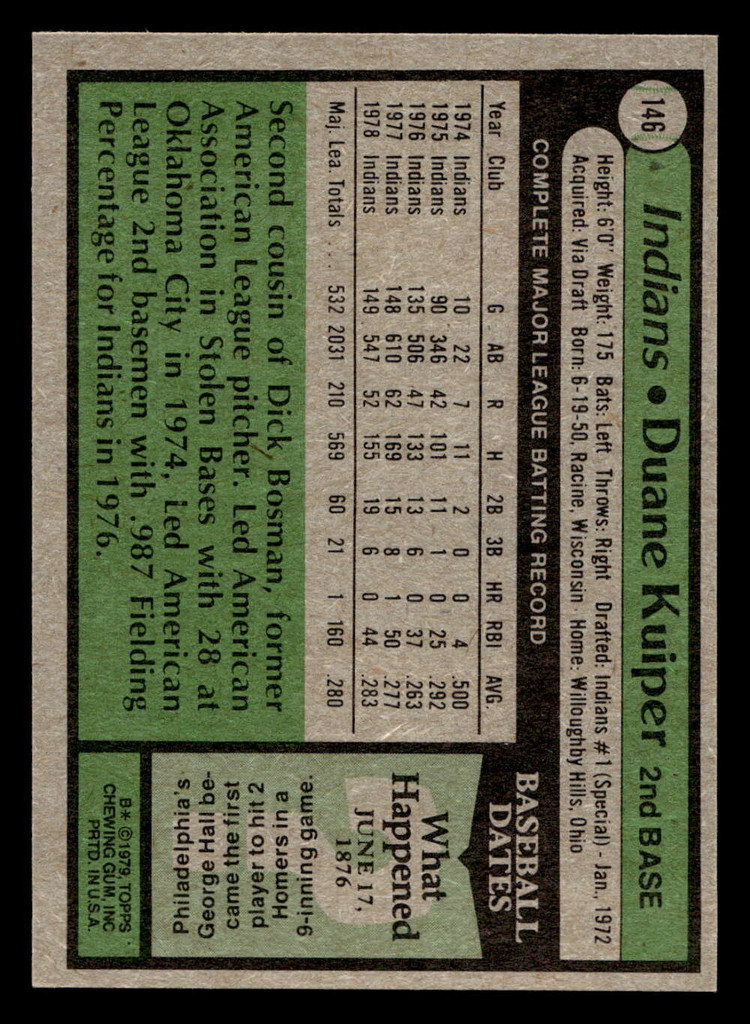 146
Indians • Duane Kuiper 2nd BASE
Height: 6'0" Weight: 175 Bats: Left Throws: Right Drafted: Indians #1 (Special) - Jan., 1972
Acquired: Via Draft Born: 6-19-50, Racine, Wisconsin Home: Willoughby Hills, Ohio
COMPLETE MAJOR LEAGUE BATTING RECORD
Year Club G AB R H 2B 3B HR RBI AVG.
1974 Indians 10 22 7 11 2 0 0 4 .500
1975 Indians 90 346 42 101 11 1 0 25 .292
1976 Indians 135 506 47 133 13 6 0 37 .263
1977 Indians 148 610 62 169 15 8 1 50 .277
1978 Indians 149 547 52 155 19 6 0 44 .283
Maj. Lea. Totals . . . 532 2031 210 569 60 21 1 160 .280
Second cousin of Dick Bosman, former
American League pitcher. Led American
Association in Stolen Bases with 28 at
Oklahoma City in 1974, Led American
League 2nd basemen with .987 Fielding
Percentage for Indians in 1976.
BASEBALL
DATES
What
Happened
JUNE 17,
1876
Philadelphia's
George Hall be-
came the first
player to hit 2
Homers in a
9-inning game.
B* ©1979, TOPPS
CHEWING GUM, INC
PRTD. IN U.S.A.